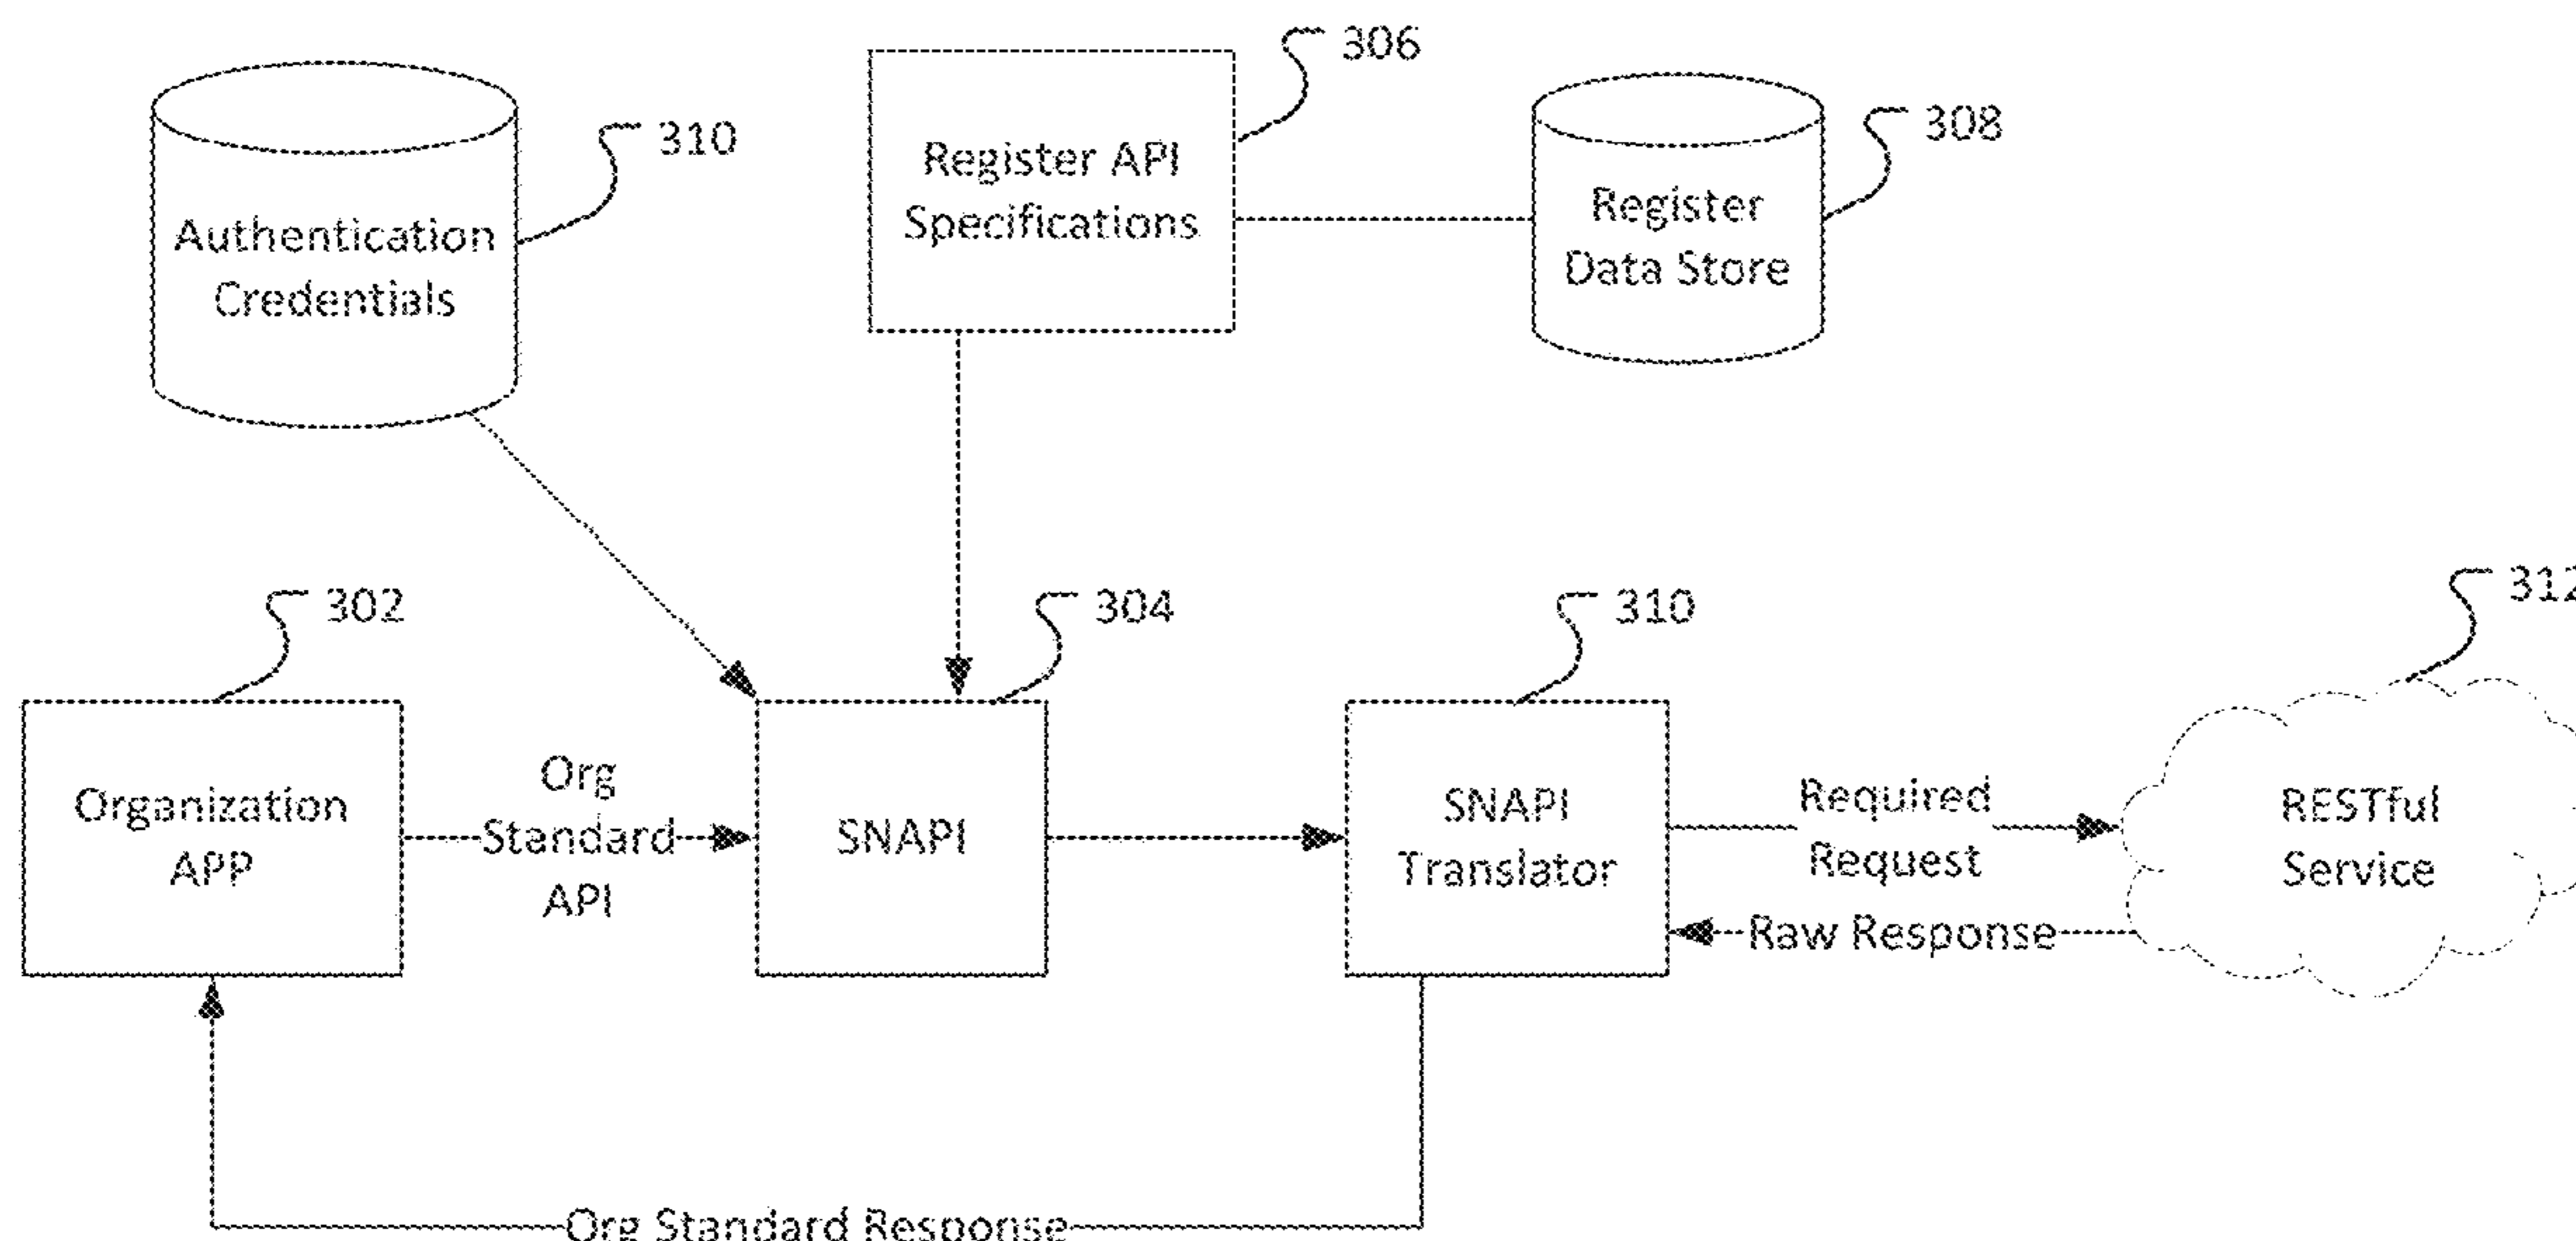 306
310
Register API
Specifications
308
Register
Data Store
Authentication
Credentials
302
304
310
312
Organization
APP
Org
Standard
API
SNAPI
SNAPI
Translator
Required
Request
Raw Response
RESTful
Service
Org Standard Response